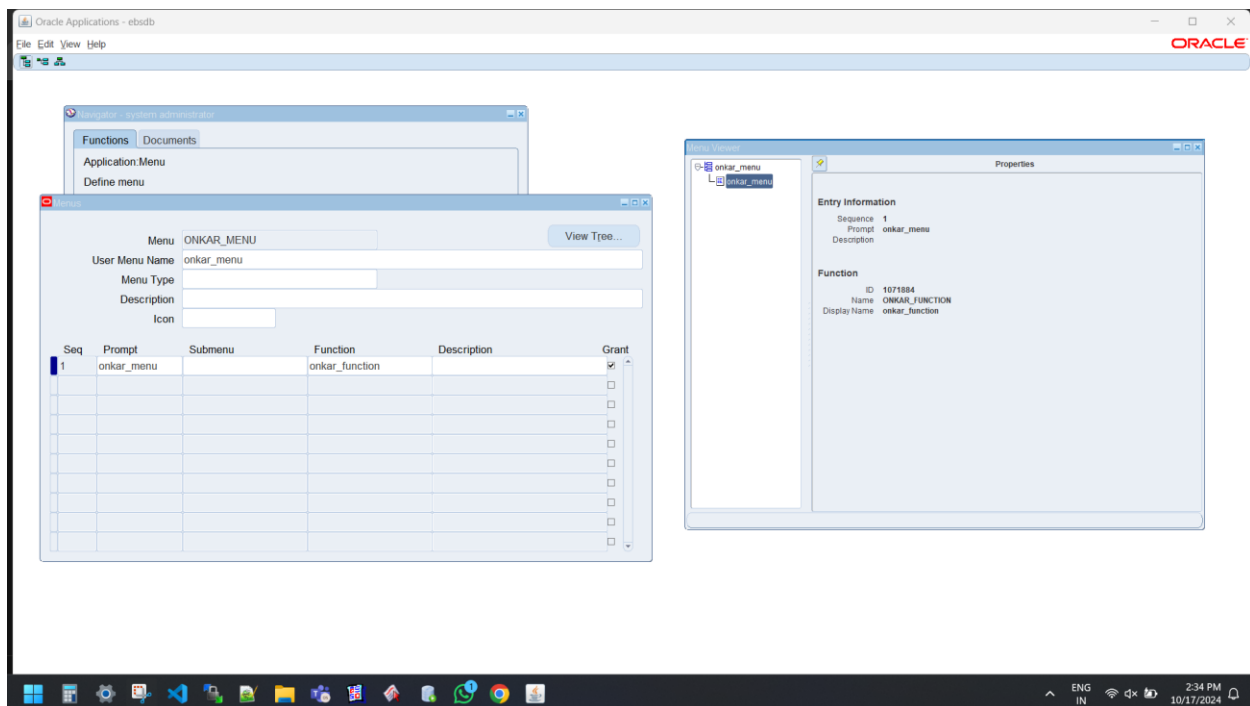 Oracle Applications - ebsdb
File Edit View Help
ORACLE
Navigator - system administrator
Functions Documents
Application:Menu
Define menu
Menus
Menu ONKAR_MENU
View Tree...
User Menu Name onkar_menu
Menu Type
Description
Icon
Seq Prompt Submenu Function Description Grant
1 onkar_menu onkar_function
Menu Viewer
onkar_menu
onkar_menu
Properties
Entry Information
Sequence 1
Prompt onkar_menu
Description
Function
ID 1071884
Name ONKAR_FUNCTION
Display Name onkar_function
1
ENG
IN
2:34 PM
10/17/2024